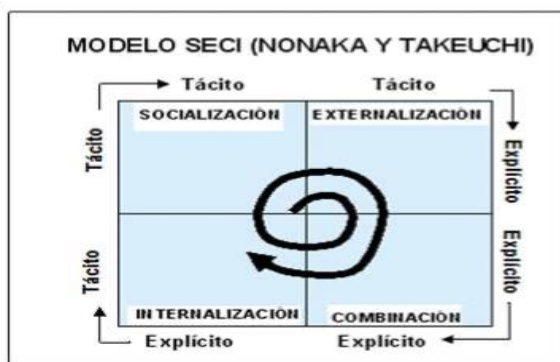 MODELO SECI (NONAKA Y TAKEUCHI)
Tácito Tácito
SOCIALIZACIÓN EXTERNALIZACIÓN
Tácito Explícito
Tácito Explícito
INTERNALIZACIÓN COMBINACIÓN
Explícito Explícito